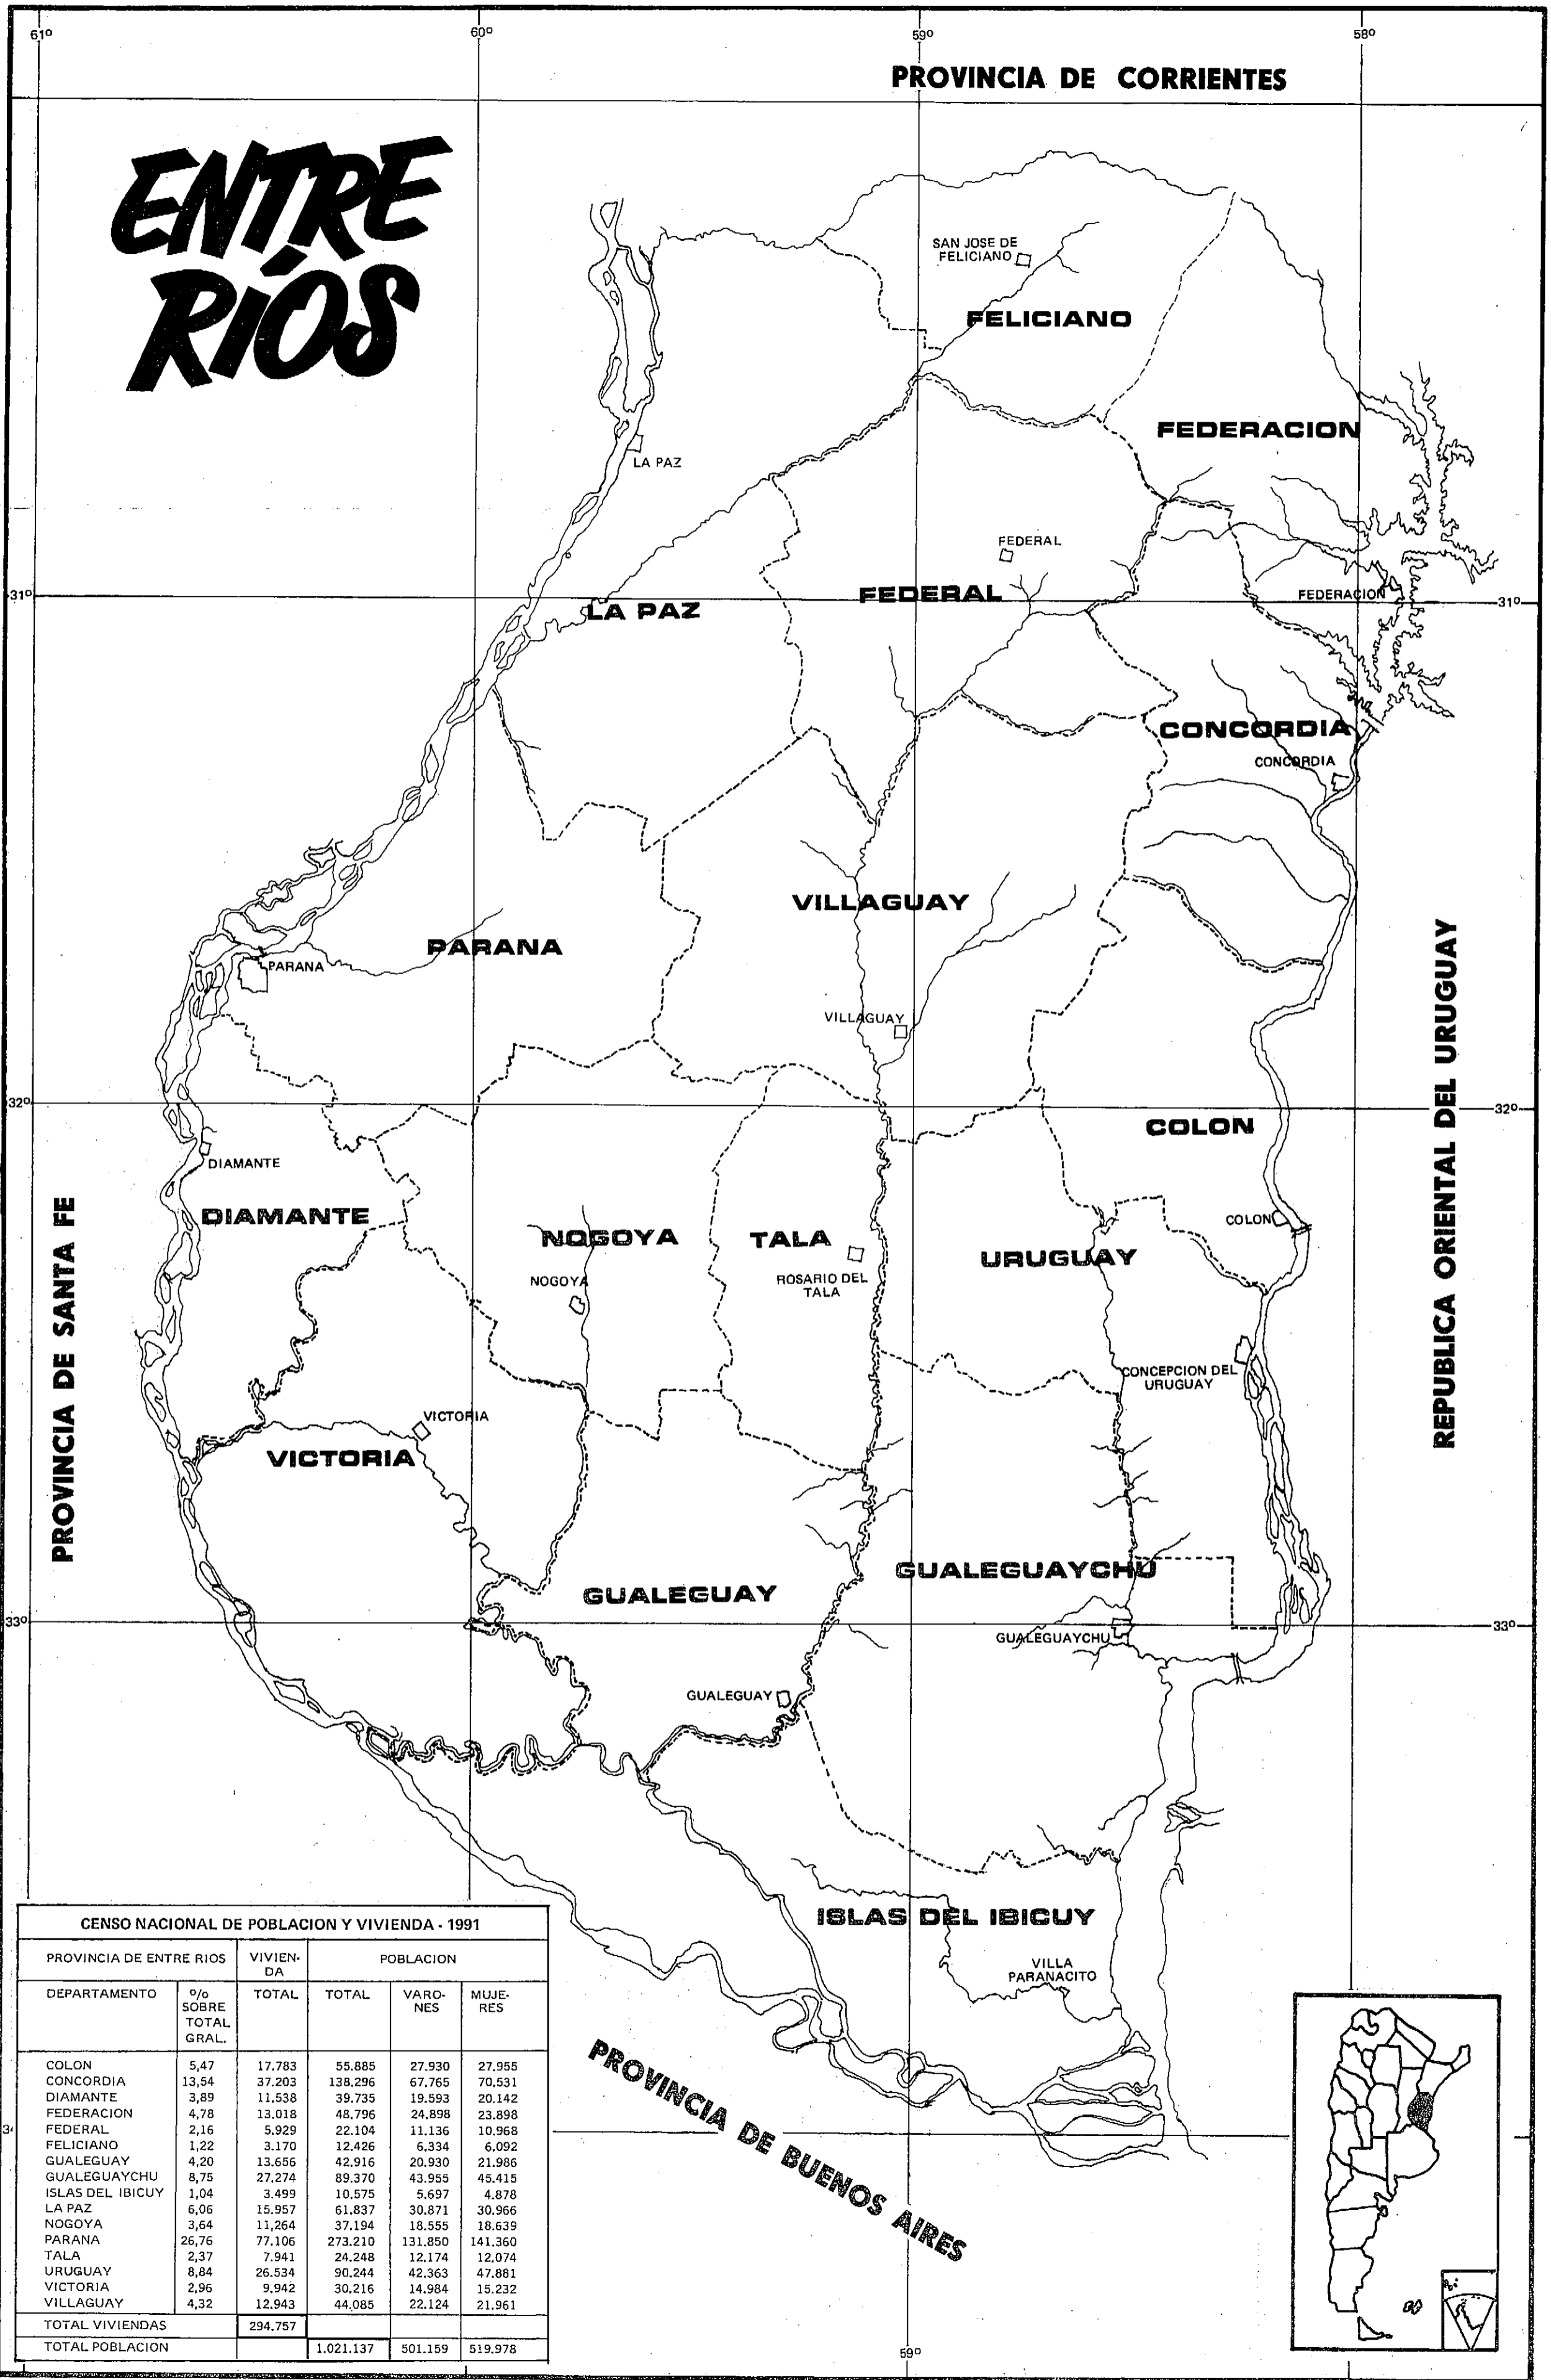 61º
60º
59º
58º
PROVINCIA DE CORRIENTES
ENTRE
RÍOS
SAN JOSE DE
FELICIANO
FELICIANO
FEDERACION
LA PAZ
FEDERAL
FEDERAL
FEDERACION
31º
31º
LA PAZ
CONCORDIA
CONCORDIA
VILLAGUAY
PARANA
PARANA
VILLAGUAY
REPUBLICA ORIENTAL DEL URUGUAY
32º
32º
COLON
DIAMANTE
DIAMANTE
PROVINCIA DE SANTA FE
NOGOYA
TALA
COLON
URUGUAY
NOGOYA
ROSARIO DEL
TALA
CONCEPCION DEL
URUGUAY
VICTORIA
VICTORIA
GUALEGUAYCHU
GUALEGUAY
33º
33º
GUALEGUAYCHU
GUALEGUAY
ISLAS DEL IBICUY
VILLA
PARANACITO
PROVINCIA DE BUENOS AIRES
CENSO NACIONAL DE POBLACION Y VIVIENDA - 1991
PROVINCIA DE ENTRE RIOS VIVIEN- POBLACION
DA
DEPARTAMENTO º/o TOTAL TOTAL VARO- MUJE-
SOBRE NES RES
TOTAL
GRAL.
COLON 5,47 17.783 55.885 27.930 27.955
CONCORDIA 13,54 37.203 138.296 67.765 70.531
DIAMANTE 3,89 11.538 39.735 19.593 20.142
FEDERACION 4,78 13.018 48.796 24.898 23.898
FEDERAL 2,16 5.929 22.104 11.136 10.968
FELICIANO 1,22 3.170 12.426 6.334 6.092
GUALEGUAY 4,20 13.656 42.916 20.930 21.986
GUALEGUAYCHU 8,75 27.274 89.370 43.955 45.415
ISLAS DEL IBICUY 1,04 3.499 10.575 5.697 4.878
LA PAZ 6,06 15.957 61.837 30.871 30.966
NOGOYA 3,64 11,264 37.194 18.555 18.639
PARANA 26,76 77.106 273.210 131.850 141.360
TALA 2,37 7.941 24.248 12.174 12.074
URUGUAY 8,84 26.534 90.244 42.363 47.881
VICTORIA 2,96 9.942 30.216 14.984 15.232
VILLAGUAY 4,32 12.943 44.085 22.124 21.961
TOTAL VIVIENDAS 294.757
TOTAL POBLACION 1.021.137 501.159 519.978
59º